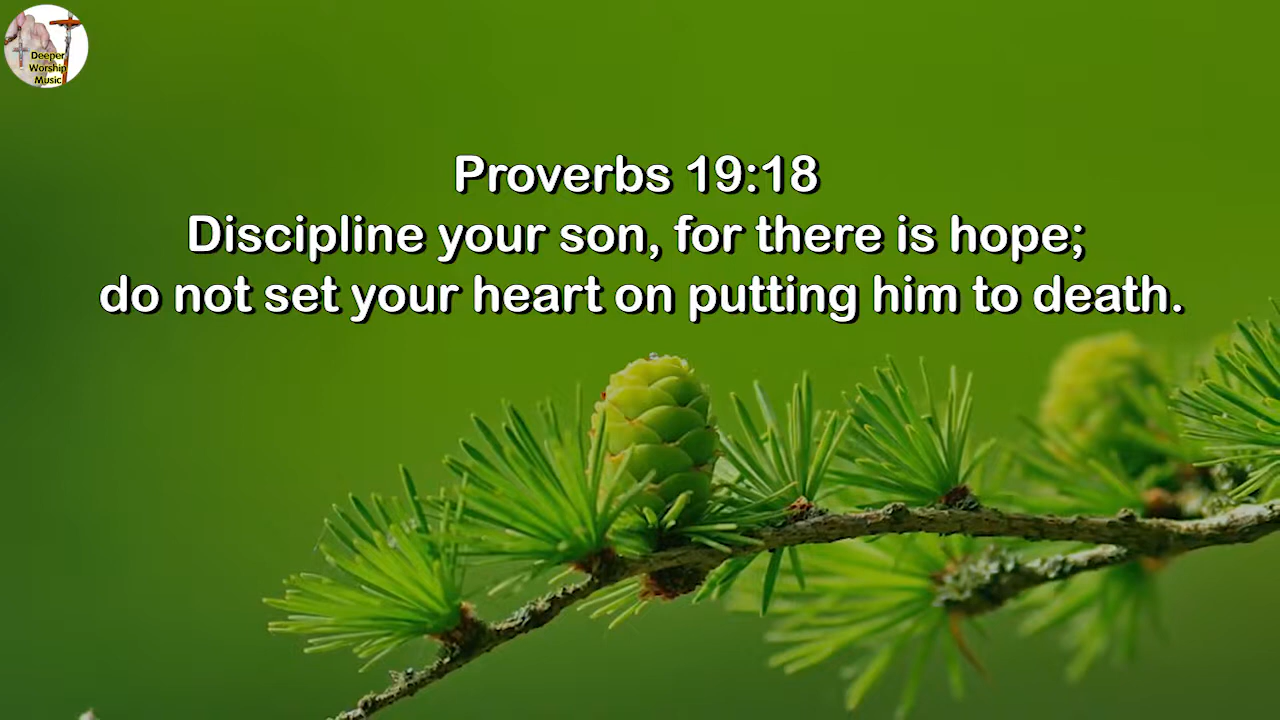 Deeper
Worship
Music
Proverbs 19:18
Discipline your son, for there is hope;
do not set your heart on putting him to death.